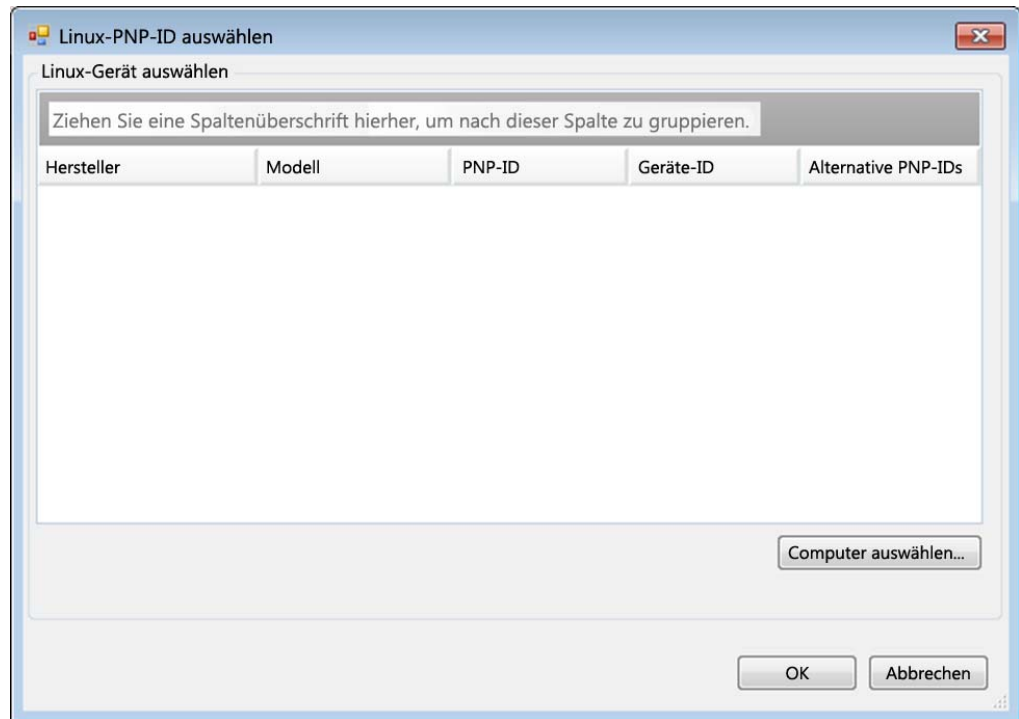 Linux-PNP-ID auswählen
Linux-Gerät auswählen
Ziehen Sie eine Spaltenüberschrift hierher, um nach dieser Spalte zu gruppieren.
Hersteller Modell PNP-ID Geräte-ID Alternative PNP-IDs
Computer auswählen...
OK Abbrechen